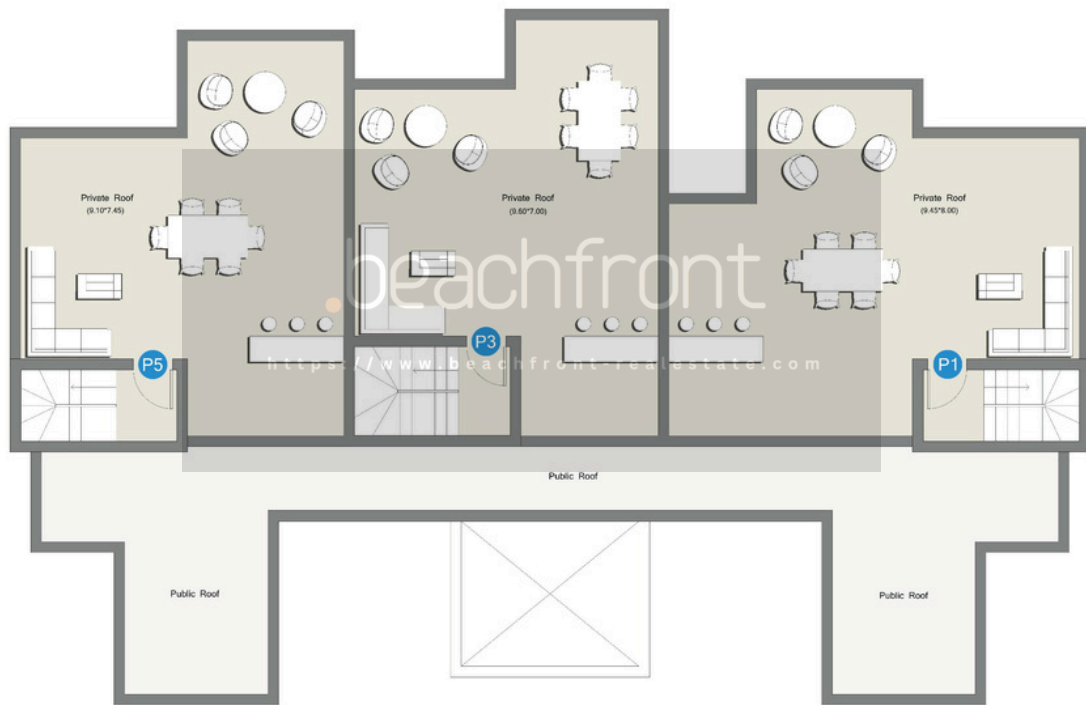 Private Roof
(9.10*7.45)
Private Roof
(9.60*7.00)
Private Roof
(9.45*8.00)
.beachfront
https://www.beachfront-realestate.com
P5
P3
P1
Public Roof
Public Roof
Public Roof